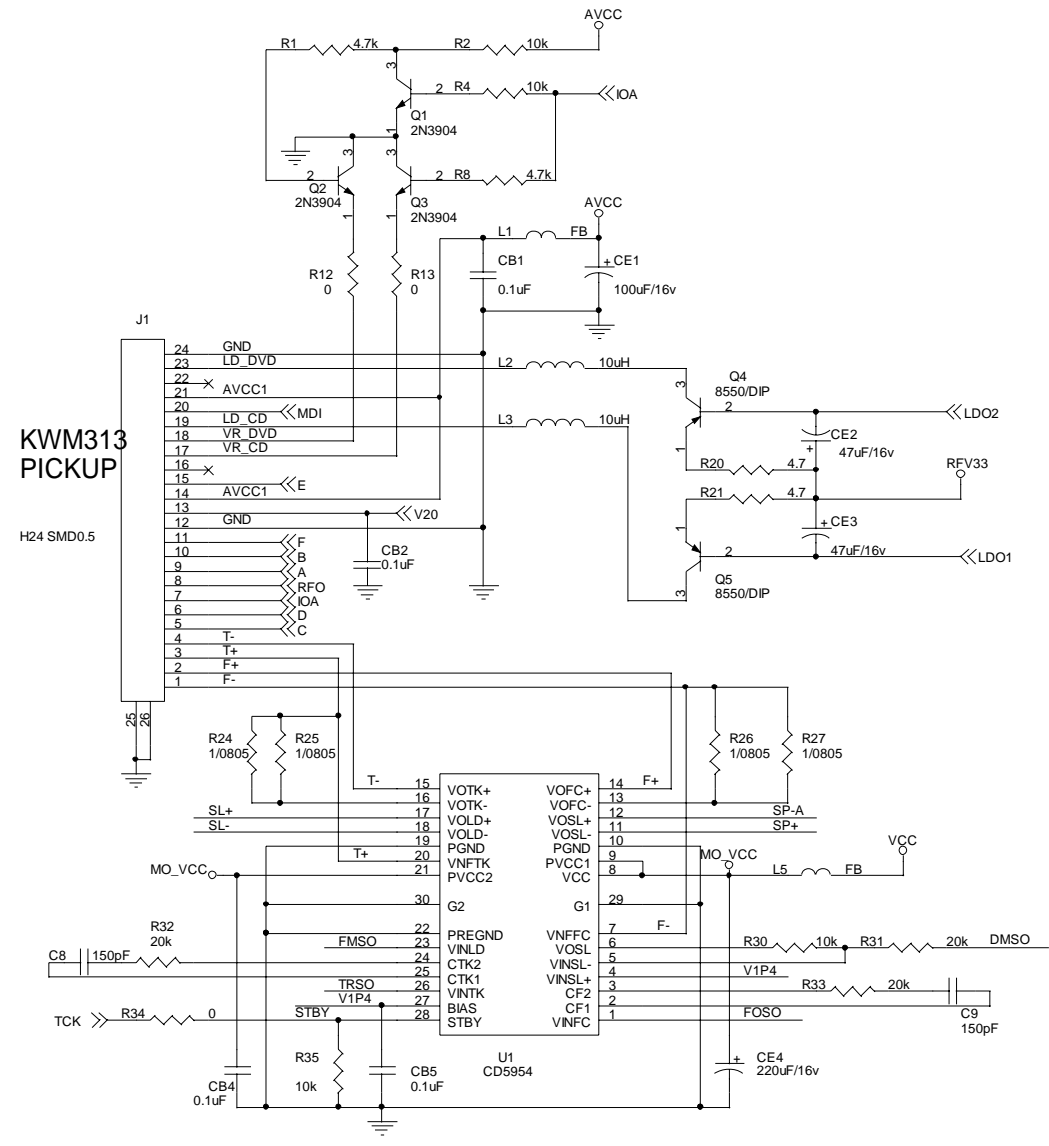 AVCC
R1 4.7k R2 10k
3
2 R4 10k IOA
Q1
2N3904
1
3 3
2 2 R8 4.7k
Q2 Q3
2N3904 2N3904
1 1
AVCC
L1 FB
R12 R13 CB1 CE1
0 0 0.1uF + 100uF/16v
J1
KWM313
PICKUP
H24 SMD0.5
24 GND
23 LD_DVD L2 10uH
22
21 AVCC1
20 MDI
19 LD_CD L3 10uH
18 VR_DVD
17 VR_CD
16
15 E
14 AVCC1
13 V20
12 GND
11 F
10 B
9 A
8 RFO
7 IOA
6 D
5 C
4 T-
3 T+
2 F+
1 F-
25 26
CB2
0.1uF
Q4
8550/DIP
3
2 LDO2
1
CE2
+ 47uF/16v
R20 4.7
RFV33
R21 4.7
1
+ CE3
47uF/16v
2 LDO1
Q5
8550/DIP
3
R24 R25 R26 R27
1/0805 1/0805 1/0805 1/0805
T- 15 VOTK+ VOFC+ 14 F+
16 VOTK- VOFC- 13
SL+ 17 VOLD+ VOSL+ 12 SP-A
SL- 18 VOLD- VOSL- 11 SP+
19 PGND PGND 10
T+ 20 VNFTK PVCC1 9
MO_VCC 21 PVCC2 VCC 8 MO_VCC L5 FB VCC
30 G2 G1 29
22 PREGND VNFFC 7 F-
FMSO 23 VINLD VOSL 6 R30 10k R31 20k DMSO
C8 150pF R32 20k 24 CTK2 VINSL- 5
25 CTK1 VINSL+ 4 V1P4
TRSO 26 VINTK CF2 3 R33 20k
V1P4 27 BIAS CF1 2 C9 150pF
TCK R34 0 STBY 28 STBY VINFC 1 FOSO
U1
CD5954
CB4
0.1uF
R35
10k
CB5
0.1uF
+ CE4
220uF/16v